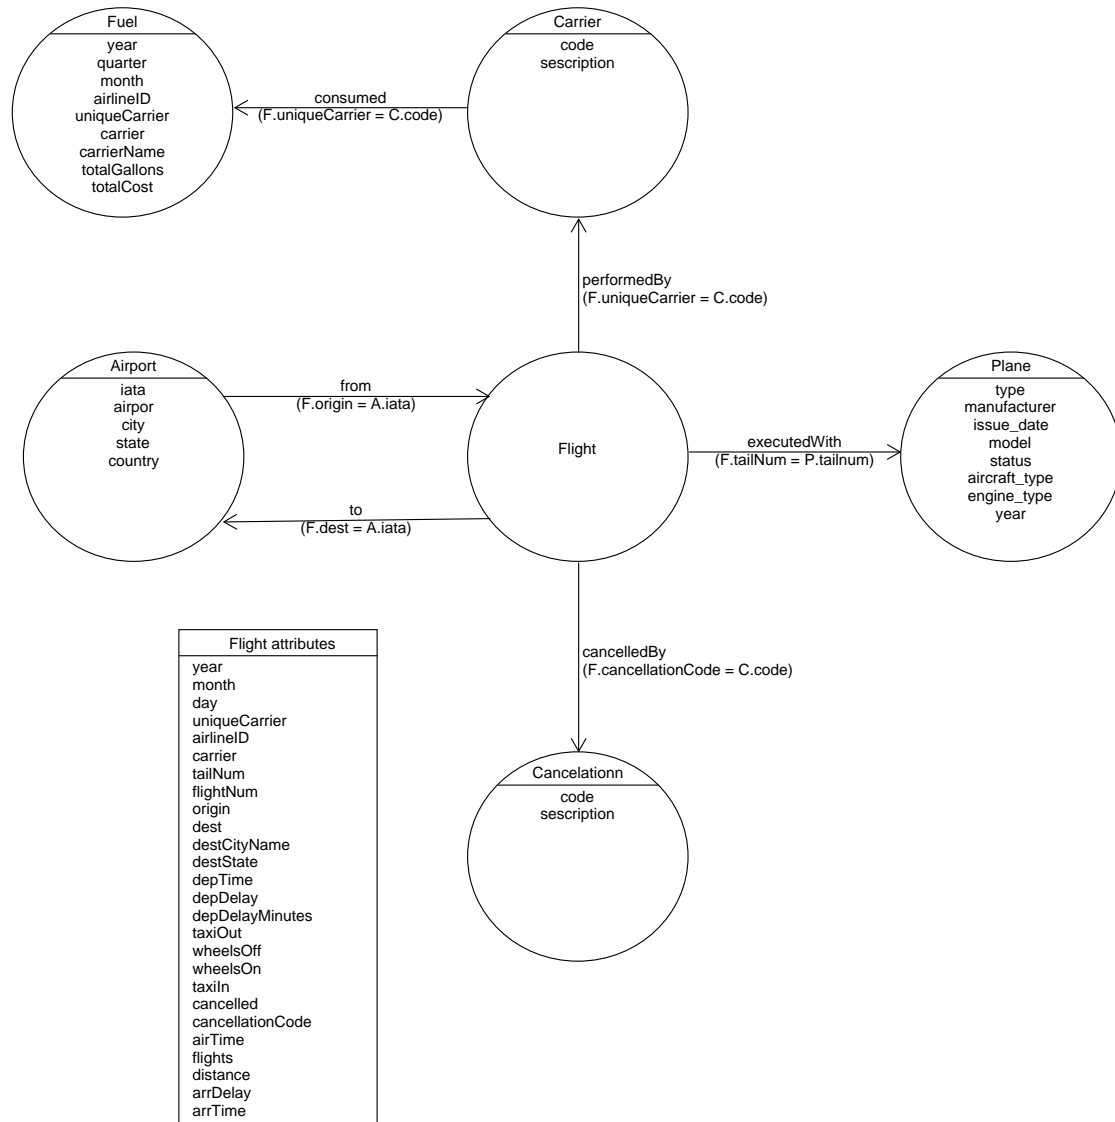 Fuel
year
quarter
month
airlineID
uniqueCarrier
carrier
carrierName
totalGallons
totalCost
consumed
(F.uniqueCarrier = C.code)
Carrier
code
sescription
performedBy
(F.uniqueCarrier = C.code)
Airport
iata
airpor
city
state
country
from
(F.origin = A.iata)
to
(F.dest = A.iata)
Flight
executedWith
(F.tailNum = P.tailnum)
Plane
type
manufacturer
issue_date
model
status
aircraft_type
engine_type
year
cancelledBy
(F.cancellationCode = C.code)
Cancelationn
code
sescription
Flight attributes
year
month
day
uniqueCarrier
airlineID
carrier
tailNum
flightNum
origin
dest
destCityName
destState
depTime
depDelay
depDelayMinutes
taxiOut
wheelsOff
wheelsOn
taxiIn
cancelled
cancellationCode
airTime
flights
distance
arrDelay
arrTime